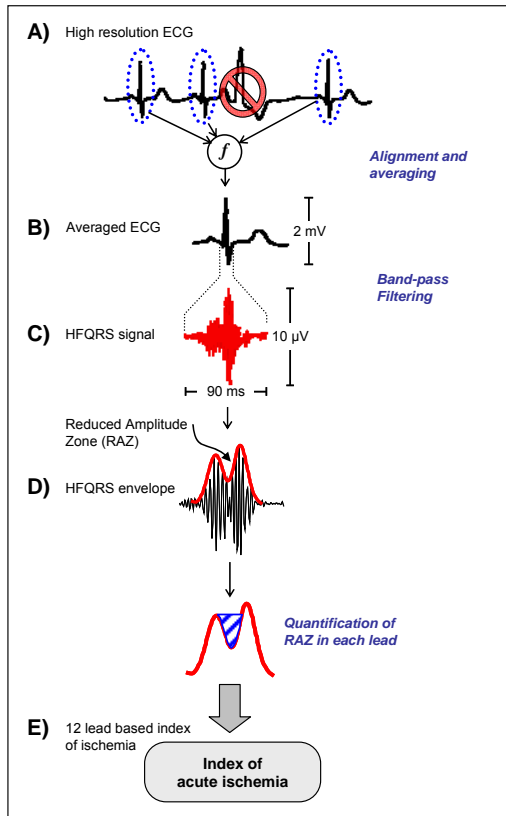 A) High resolution ECG
f
Alignment and
averaging
B) Averaged ECG
2 mV
Band-pass
Filtering
C) HFQRS signal
10 µV
90 ms
Reduced Amplitude
Zone (RAZ)
D) HFQRS envelope
Quantification of
RAZ in each lead
E) 12 lead based index
of ischemia
Index of
acute ischemia